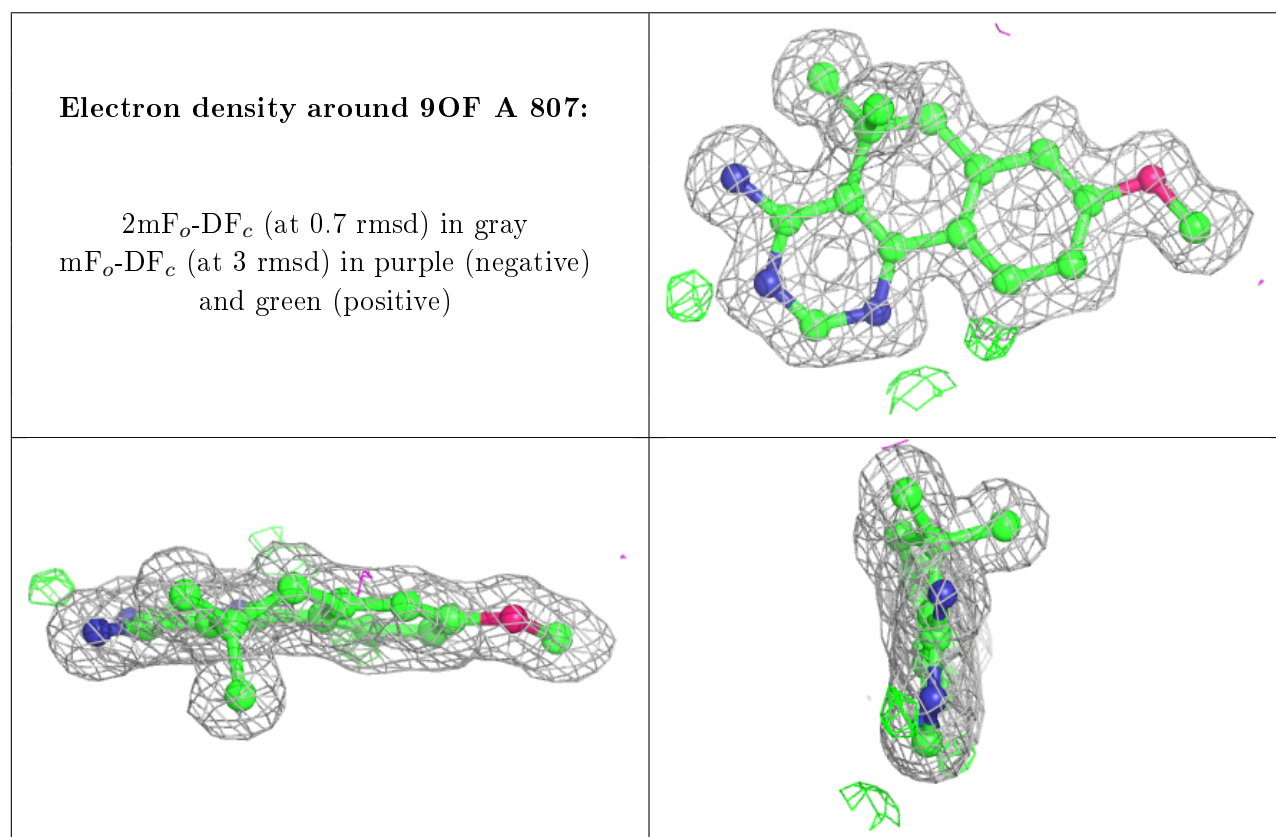 Electron density around 9OF A 807:
2mFo-DFc (at 0.7 rmsd) in gray
mFo-DFc (at 3 rmsd) in purple (negative)
and green (positive)